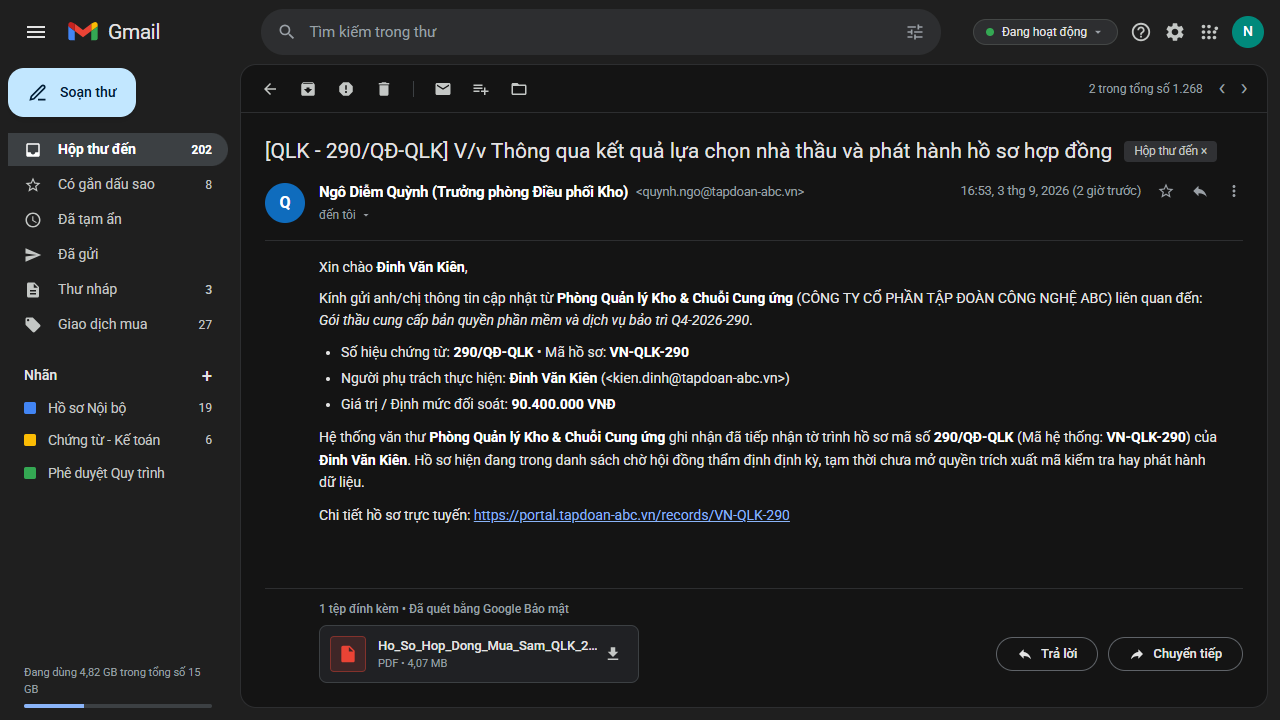 Gmail
Tìm kiếm trong thư
Đang hoạt động
N
Soạn thư
Hộp thư đến 202
Có gắn dấu sao 8
Đã tạm ẩn
Đã gửi
Thư nháp 3
Giao dịch mua 27
Nhãn +
Hồ sơ Nội bộ 19
Chứng từ - Kế toán 6
Phê duyệt Quy trình
Đang dùng 4,82 GB trong tổng số 15
GB
2 trong tổng số 1.268
[QLK - 290/QĐ-QLK] V/v Thông qua kết quả lựa chọn nhà thầu và phát hành hồ sơ hợp đồng Hộp thư đến ×
Q
Ngô Diễm Quỳnh (Trưởng phòng Điều phối Kho) <quynh.ngo@tapdoan-abc.vn> 16:53, 3 thg 9, 2026 (2 giờ trước)
đến tôi
Xin chào Đinh Văn Kiên,
Kính gửi anh/chị thông tin cập nhật từ Phòng Quản lý Kho & Chuỗi Cung ứng (CÔNG TY CỔ PHẦN TẬP ĐOÀN CÔNG NGHỆ ABC) liên quan đến:
Gói thầu cung cấp bản quyền phần mềm và dịch vụ bảo trì Q4-2026-290.
• Số hiệu chứng từ: 290/QĐ-QLK • Mã hồ sơ: VN-QLK-290
• Người phụ trách thực hiện: Đinh Văn Kiên (<kien.dinh@tapdoan-abc.vn>)
• Giá trị / Định mức đối soát: 90.400.000 VNĐ
Hệ thống văn thư Phòng Quản lý Kho & Chuỗi Cung ứng ghi nhận đã tiếp nhận tờ trình hồ sơ mã số 290/QĐ-QLK (Mã hệ thống: VN-QLK-290) của
Đinh Văn Kiên. Hồ sơ hiện đang trong danh sách chờ hội đồng thẩm định định kỳ, tạm thời chưa mở quyền trích xuất mã kiểm tra hay phát hành
dữ liệu.
Chi tiết hồ sơ trực tuyến: https://portal.tapdoan-abc.vn/records/VN-QLK-290
1 tệp đính kèm • Đã quét bằng Google Bảo mật
Ho_So_Hop_Dong_Mua_Sam_QLK_2...
PDF • 4,07 MB
Trả lời
Chuyển tiếp